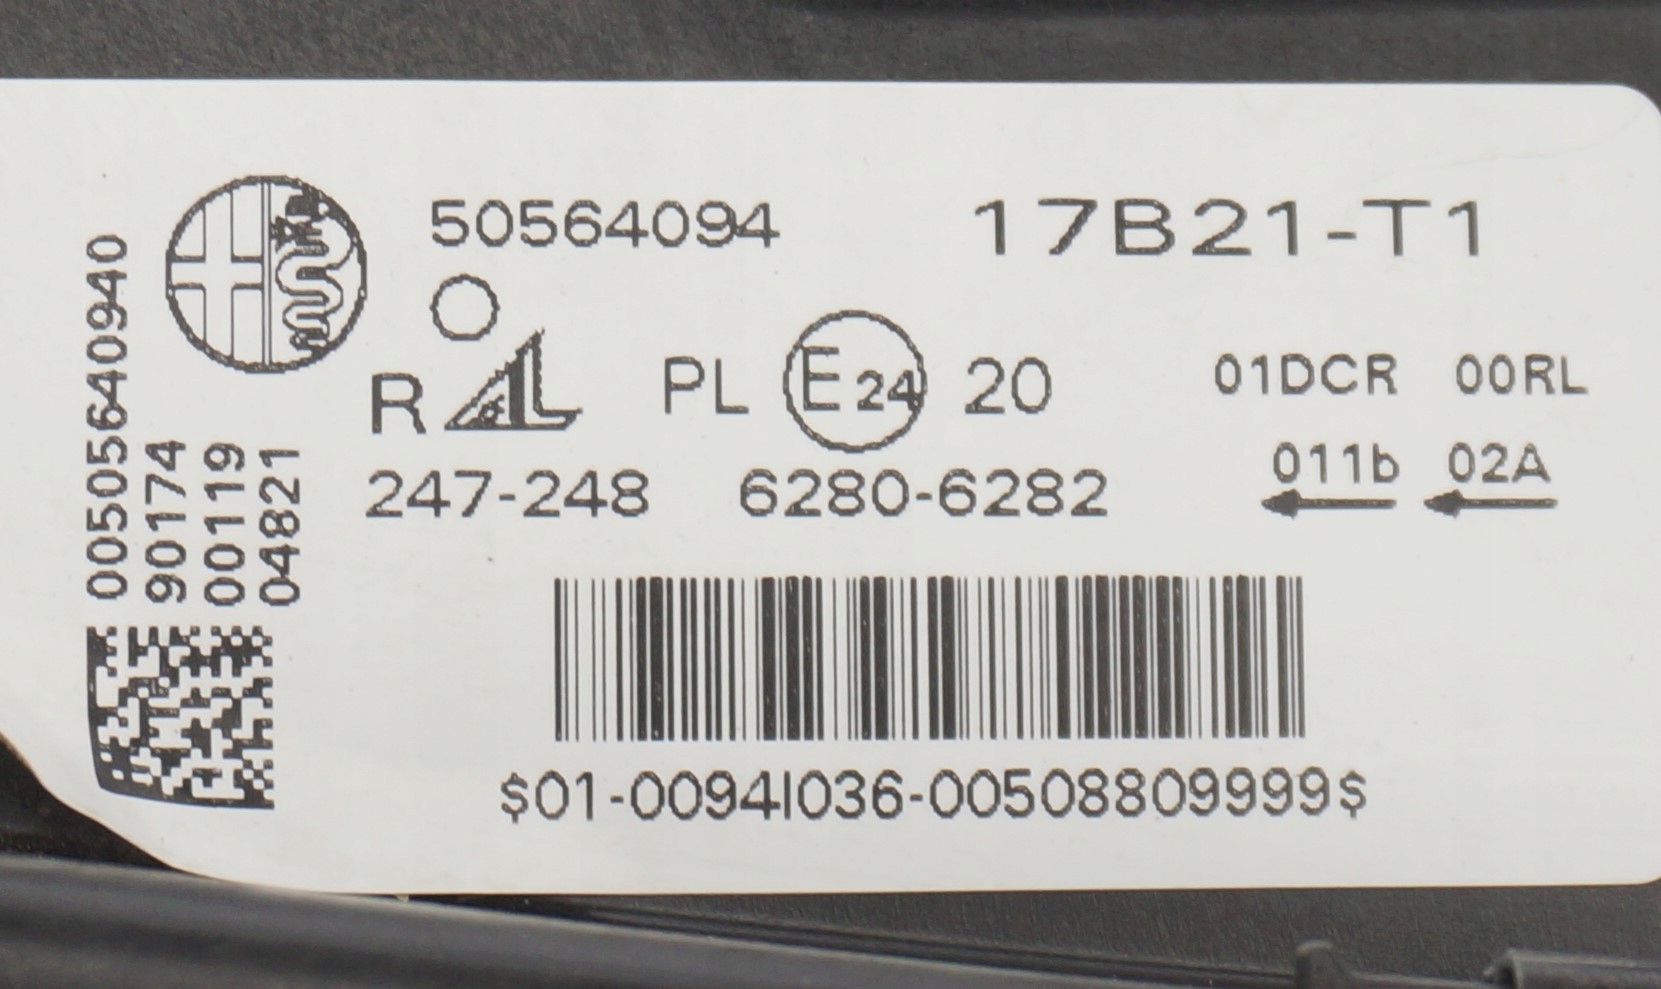 50564094 17B21-T1
R AL PL E24 20 01DCR 00RL
247-248 6280-6282 011b 02A
00505640940
90174
00119
04821
$01-0094I036-00508809999$